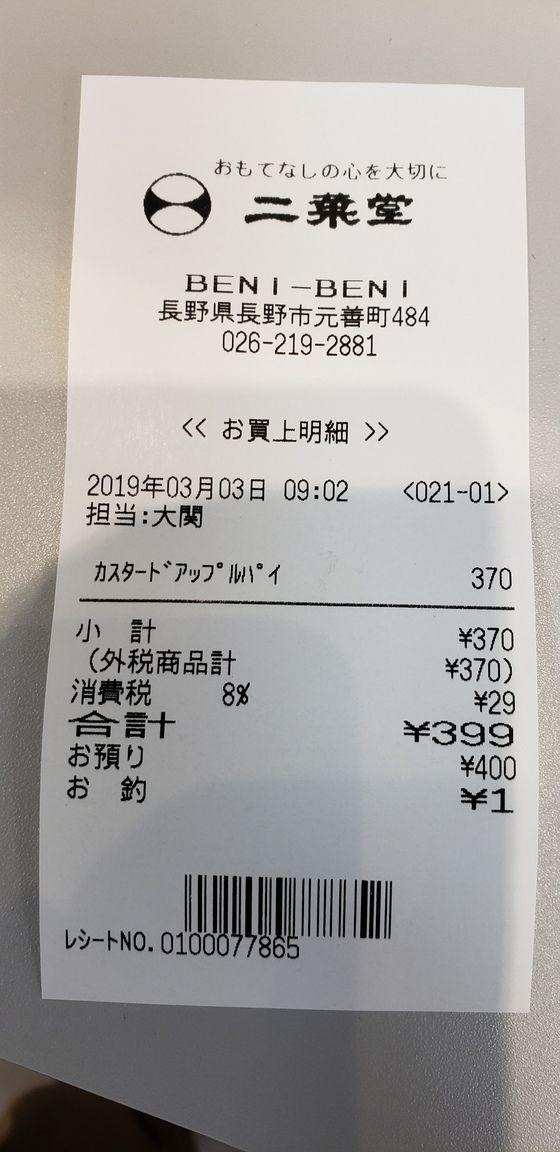 おもてなしの心を大切に
二葉堂
BENI-BENI
長野県長野市元善町484
026-219-2881
<< お買上明細 >>
2019年03月03日 09:02 <021-01>
担当:大関
ｶｽﾀｰﾄﾞｱｯﾌﾟﾙﾊﾟｲ 370
小 計 ¥370
(外税商品計 ¥370)
消費税 8% ¥29
合計 ¥399
お預り ¥400
お 釣 ¥1
ﾚｼｰﾄNO.0100077865